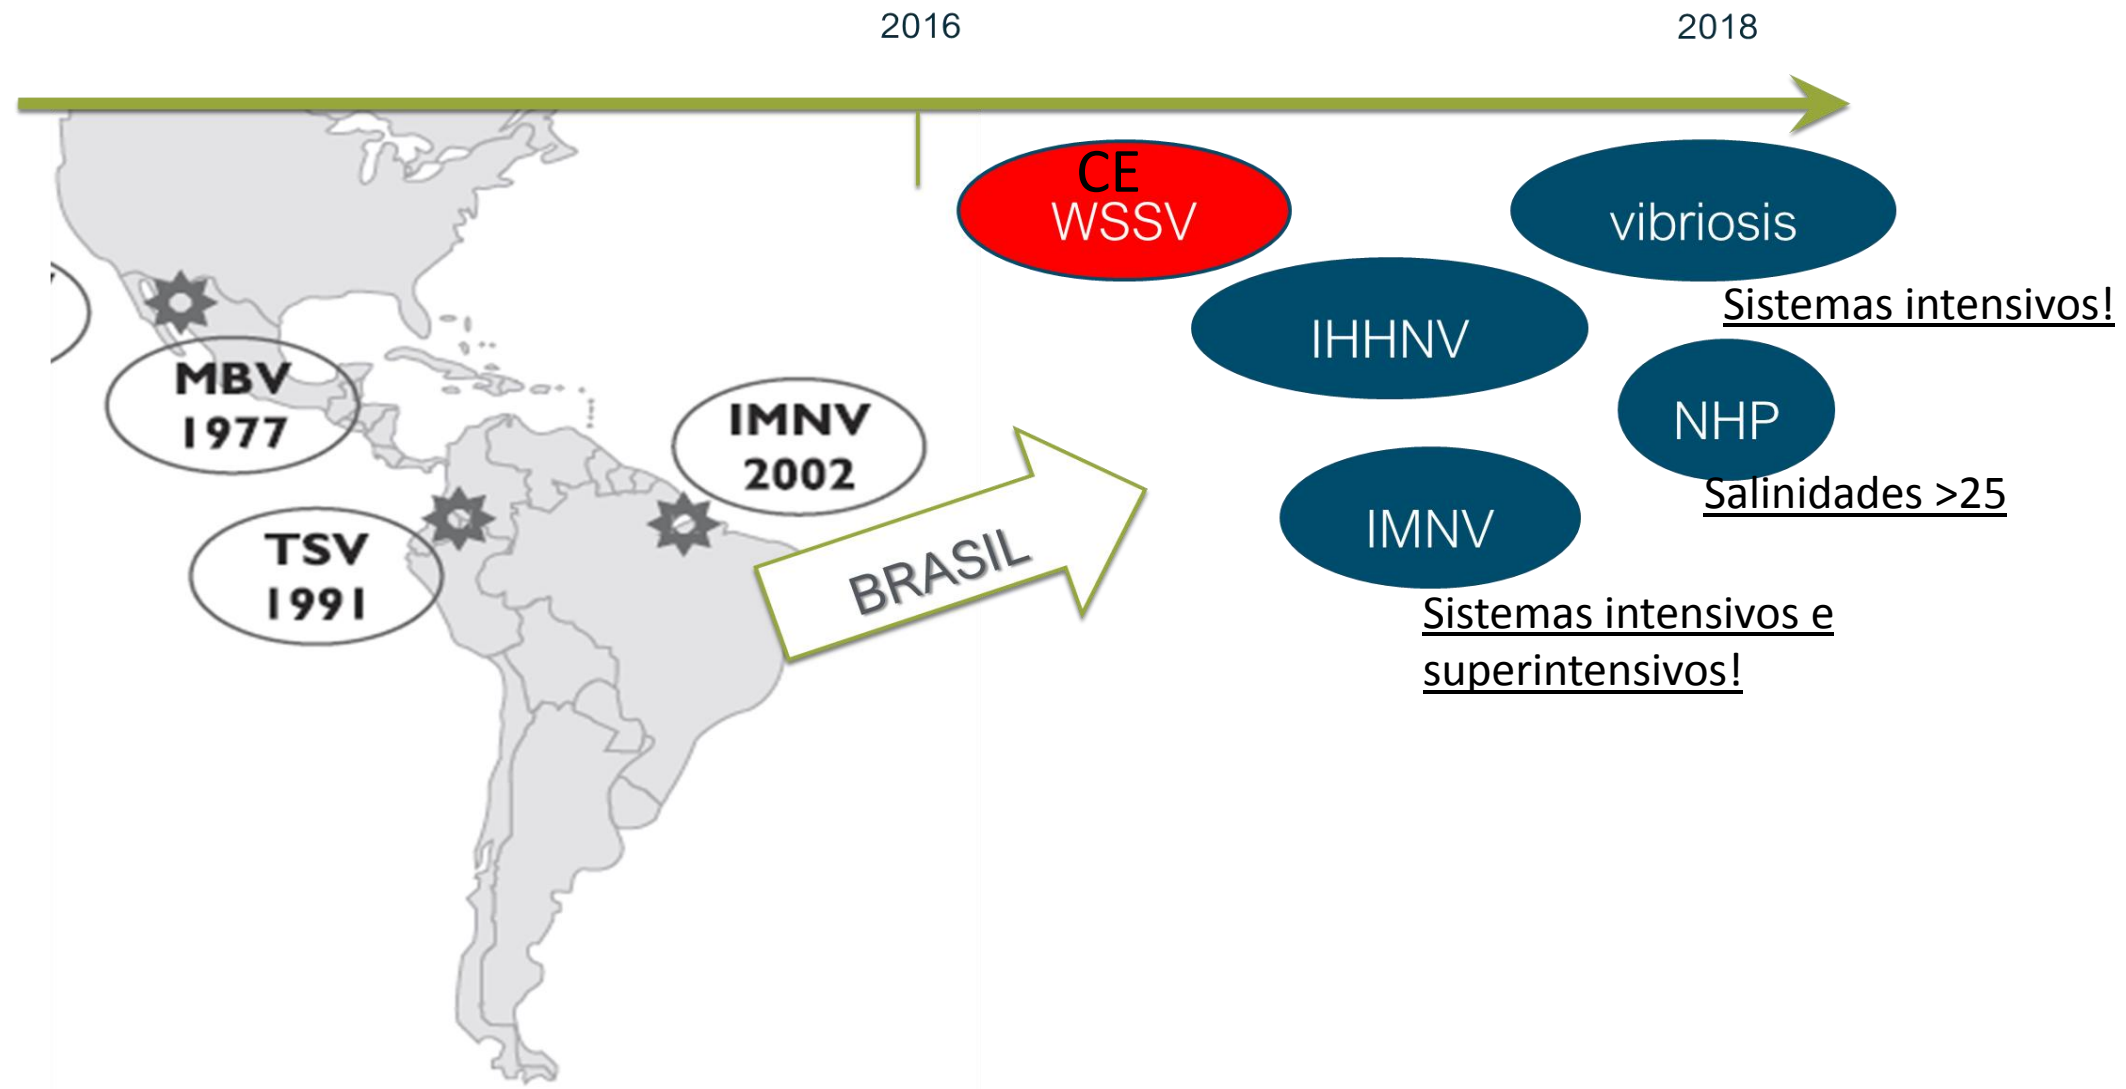 2016
2018
CE
WSSV
vibriosis
Sistemas intensivos!
IHHNV
MBV
1977
NHP
IMNV
2002
Salinidades >25
IMNV
TSV
1991
BRASIL
Sistemas intensivos e
superintensivos!